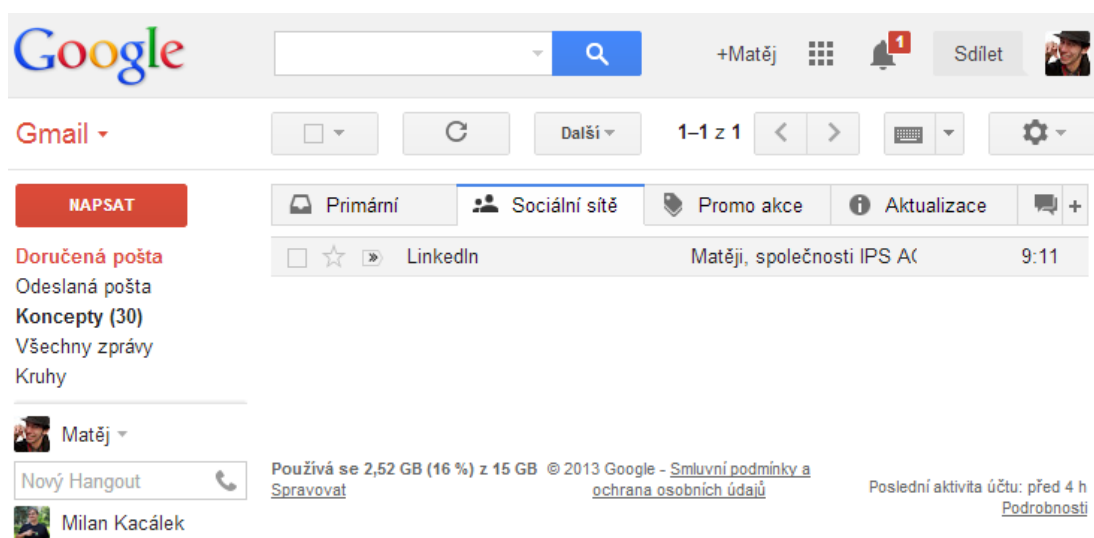 Google
+Matěj
1
Sdílet
Gmail
Další
1–1 z 1
NAPSAT
Primární
Sociální sítě
Promo akce
Aktualizace
+
Doručená pošta
LinkedIn
Matěji, společnosti IPS
9:11
Odeslaná pošta
Koncepty (30)
Všechny zprávy
Kruhy
Matěj
Nový Hangout
Milan Kacálek
Používá se 2,52 GB (16 %) z 15 GB
Spravovat
© 2013 Google - Smluvní podmínky a
ochrana osobních údajů
Poslední aktivita účtu: před 4 h
Podrobnosti